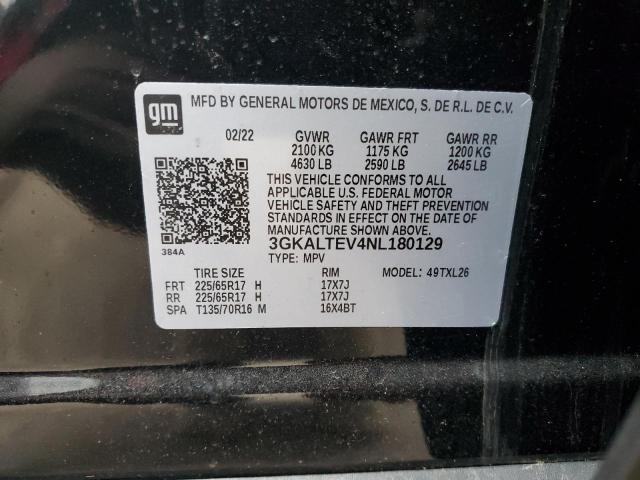 gm MFD BY GENERAL MOTORS DE MEXICO, S. DE R.L. DE C.V.
02/22 GVWR GAWR FRT GAWR RR
2100 KG 1175 KG 1200 KG
4630 LB 2590 LB 2645 LB
THIS VEHICLE CONFORMS TO ALL
APPLICABLE U.S. FEDERAL MOTOR
VEHICLE SAFETY AND THEFT PREVENTION
STANDARDS IN EFFECT ON THE DATE OF
MANUFACTURE SHOWN ABOVE.
384A 3GKALTEV4NL180129
TYPE: MPV MODEL: 49TXL26
TIRE SIZE RIM
FRT 225/65R17 H 17X7J
RR 225/65R17 H 17X7J
SPA T135/70R16 M 16X4BT